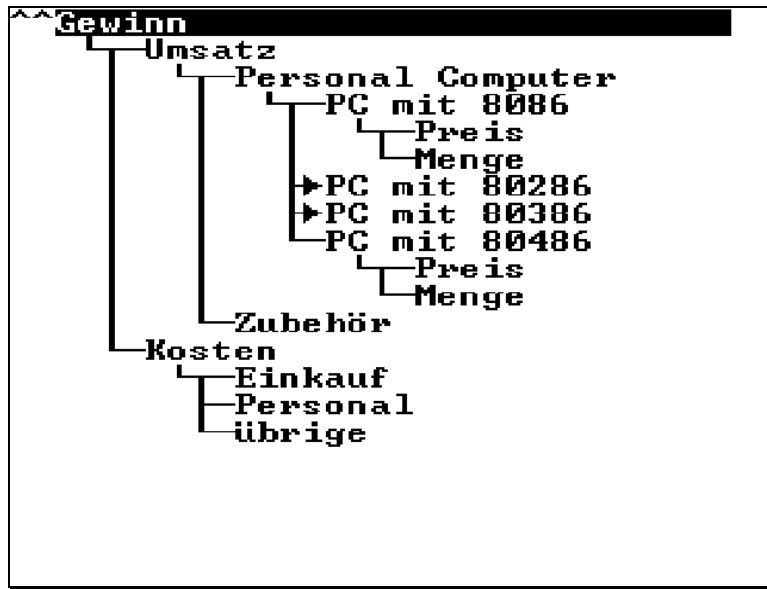 ^^Gewinn
Umsatz
Personal Computer
PC mit 8086
Preis
Menge
PC mit 80286
PC mit 80386
PC mit 80486
Preis
Menge
Zubehör
Kosten
Einkauf
Personal
übrige